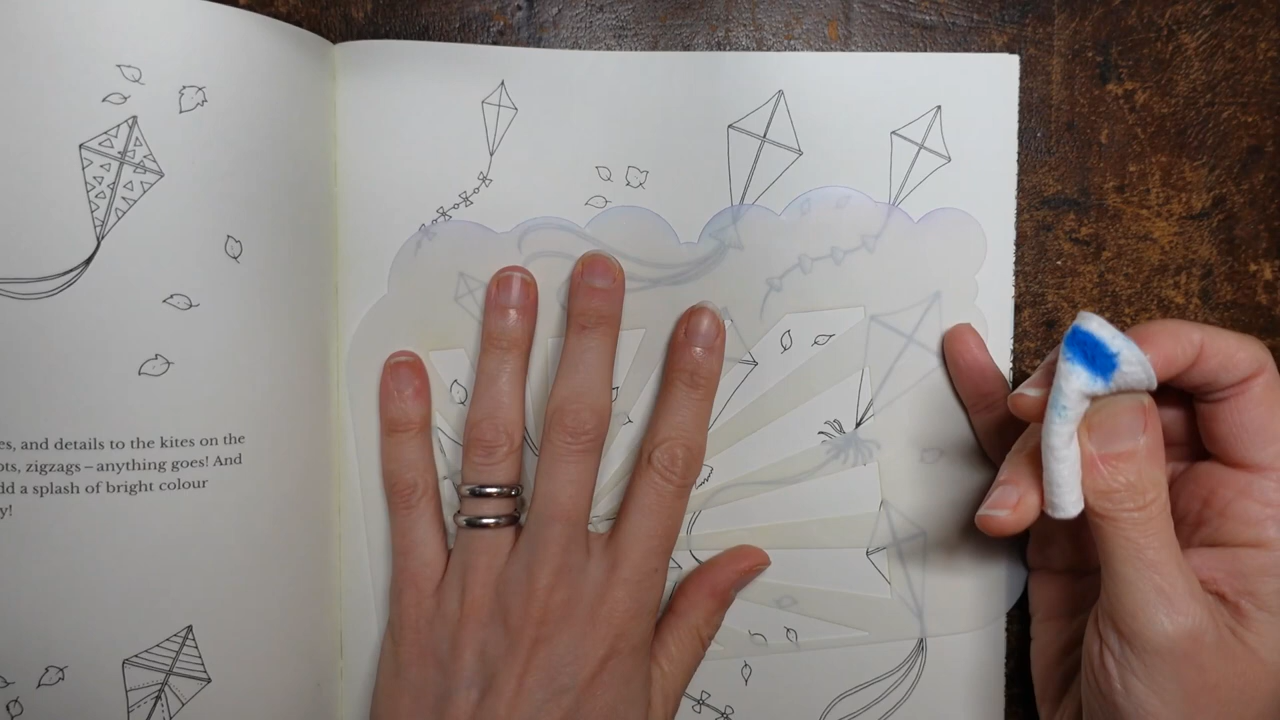 es, and details to the kites on the
ots, zigzags – anything goes! And
dd a splash of bright colour
y!